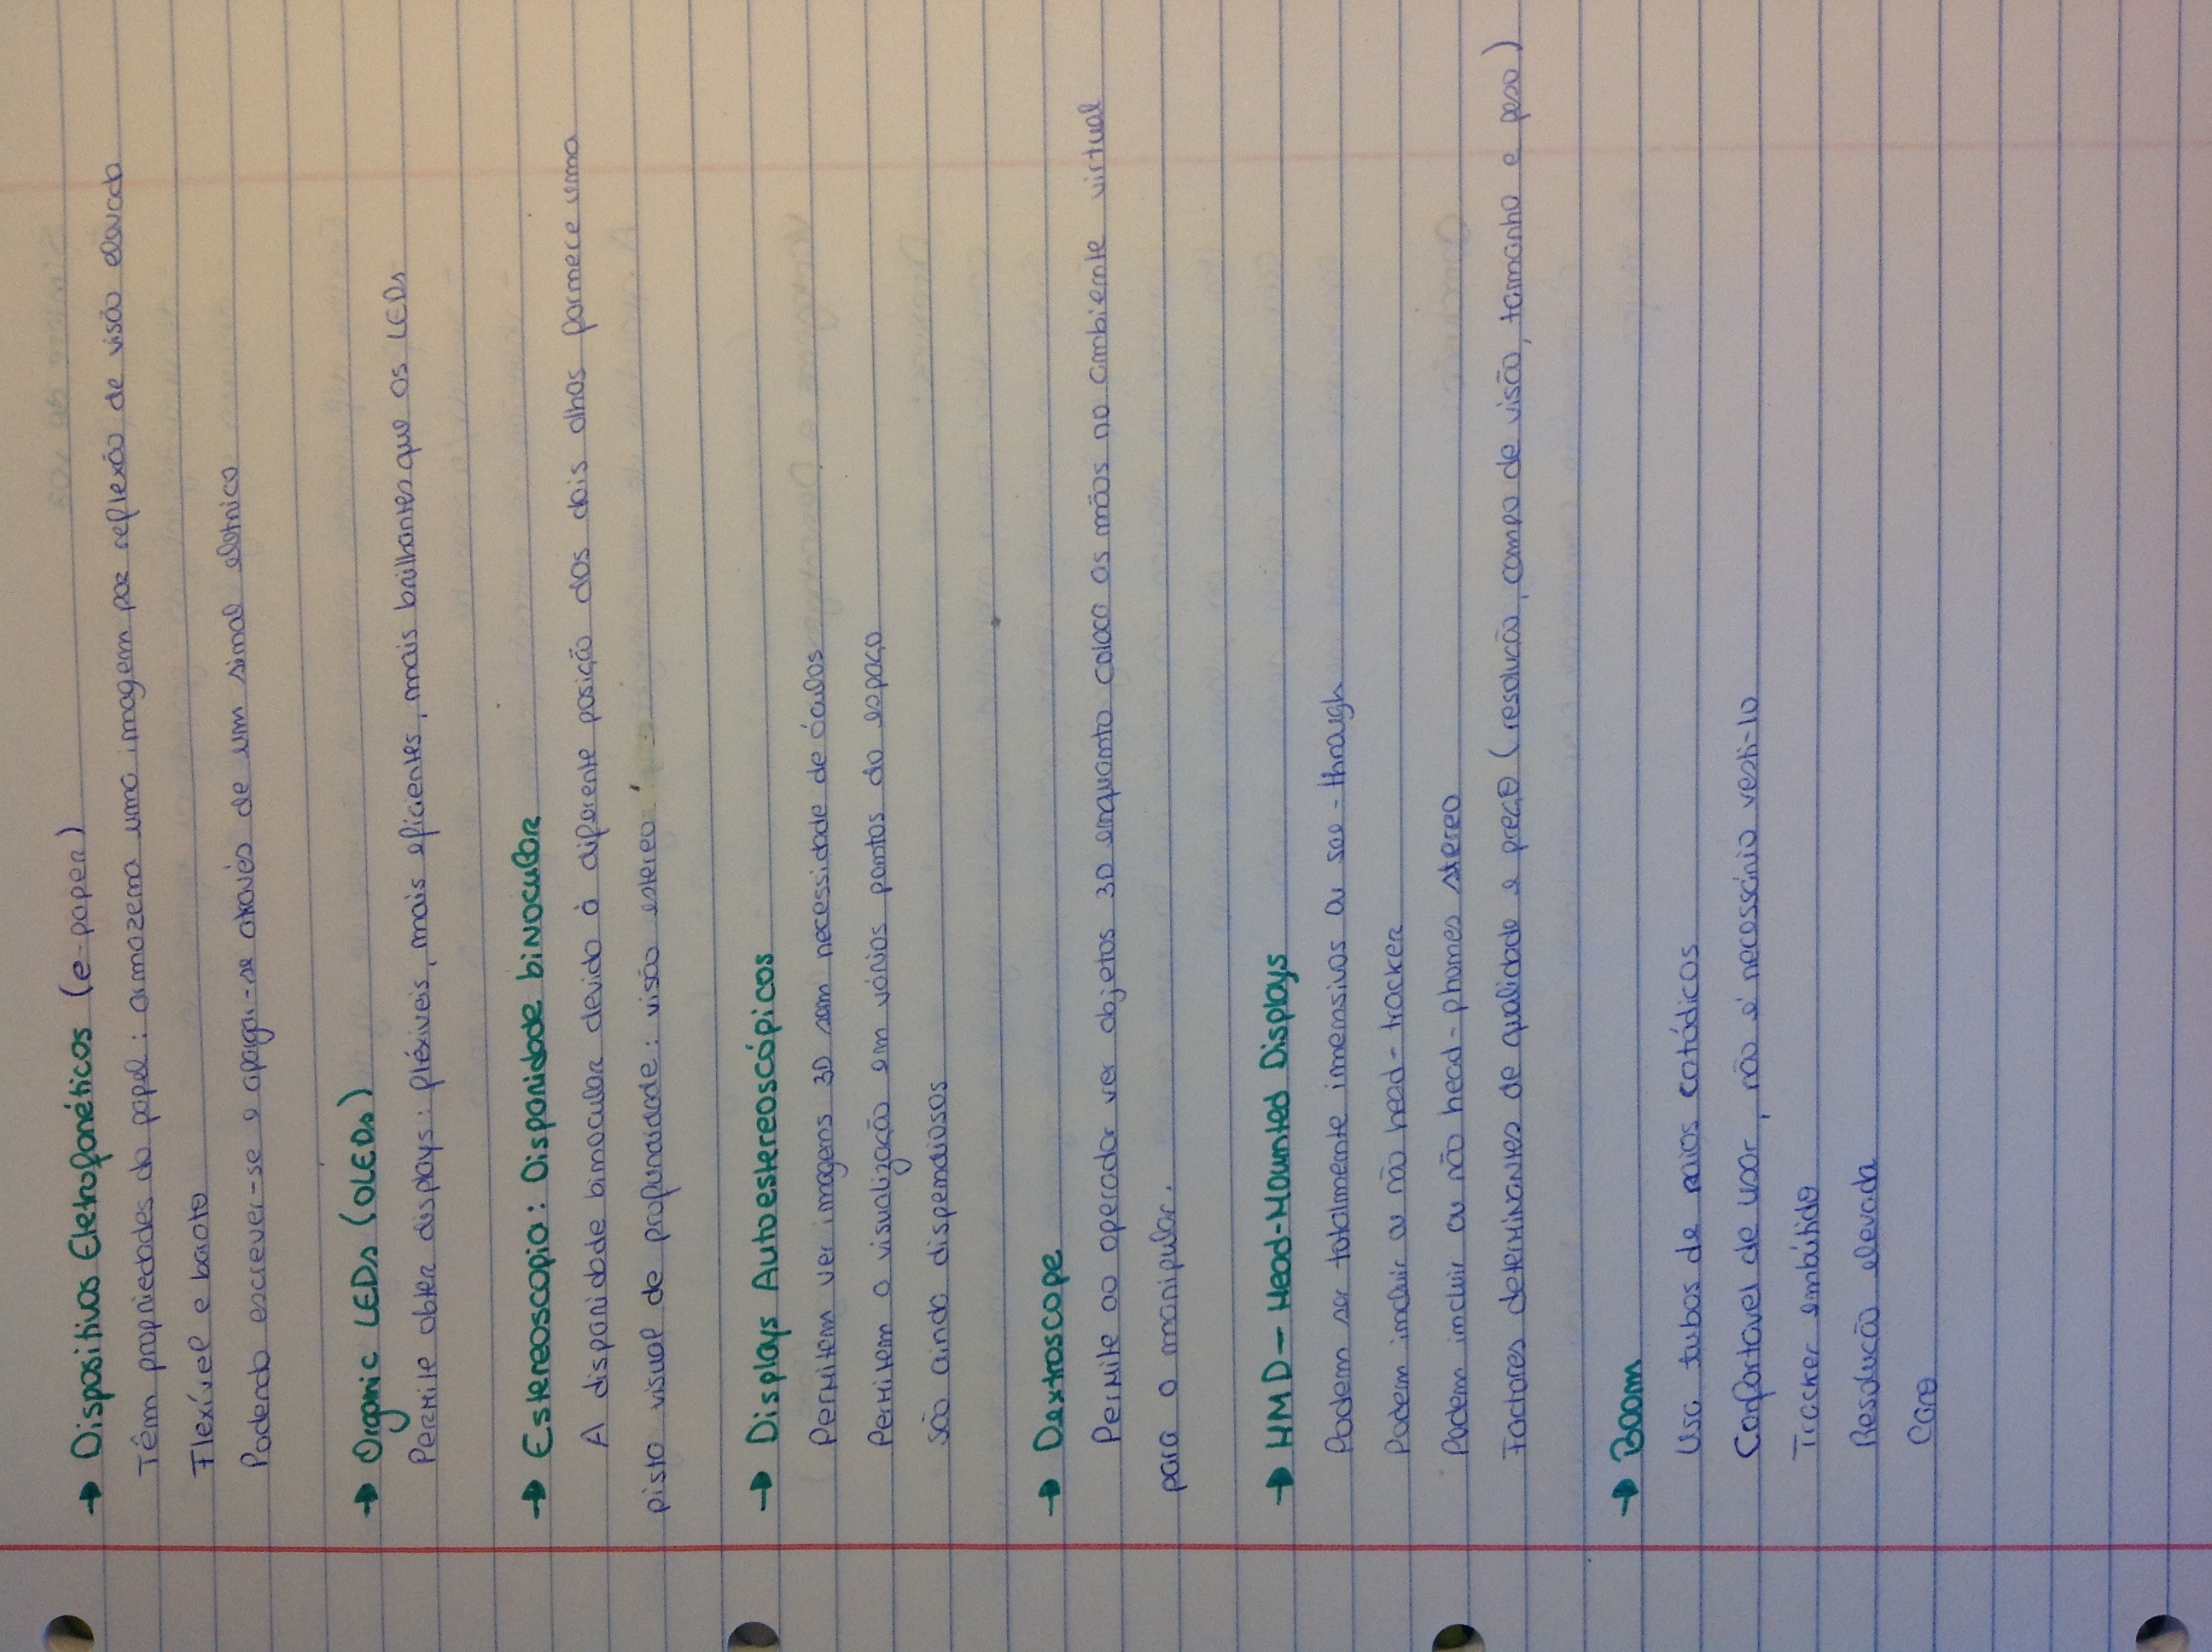 → Dispositivos Eletrofonéticos (e-paper)
Têm propriedades do papel: armazena uma imagem por reflexão de visão elevada
Flexível e barato
Podendo escrever-se e apagar-se através de um sinal eletrico
→ Organic LEDs (OLEDs)
Permite obter displays: fléxiveis, mais eficientes, mais brilhantes que os LEDs
→ Estereoscopia: Disparidade binocular
A disparidade binocular devido à diferente posição dos dois olhos fornece uma
pista visual de profundidade: visão estereo
→ Displays Autoestereoscópicos
Permitem ver imagens 3D sem necessidade de óculos
Permitem a visualização em vários pontos do espaço
São ainda dispendiosos
→ Dextroscope
Permite ao operador ver objetos 3D enquanto coloca as mãos no ambiente virtual
para o manipular.
→ HMD - Head-Mounted Displays
Podem ser totalmente imersivos ou see-through
Podem incluir ou não head-tracker
Podem incluir ou não head-phones stereo
Factores determinantes de qualidade e preço (resolução, campo de visão, tamanho e peso)
→ Boom
Usa tubos de raios catódicos
Confortavel de usar, não é necessário vesti-lo
Tracker embútido
Resolução elevada
Caro